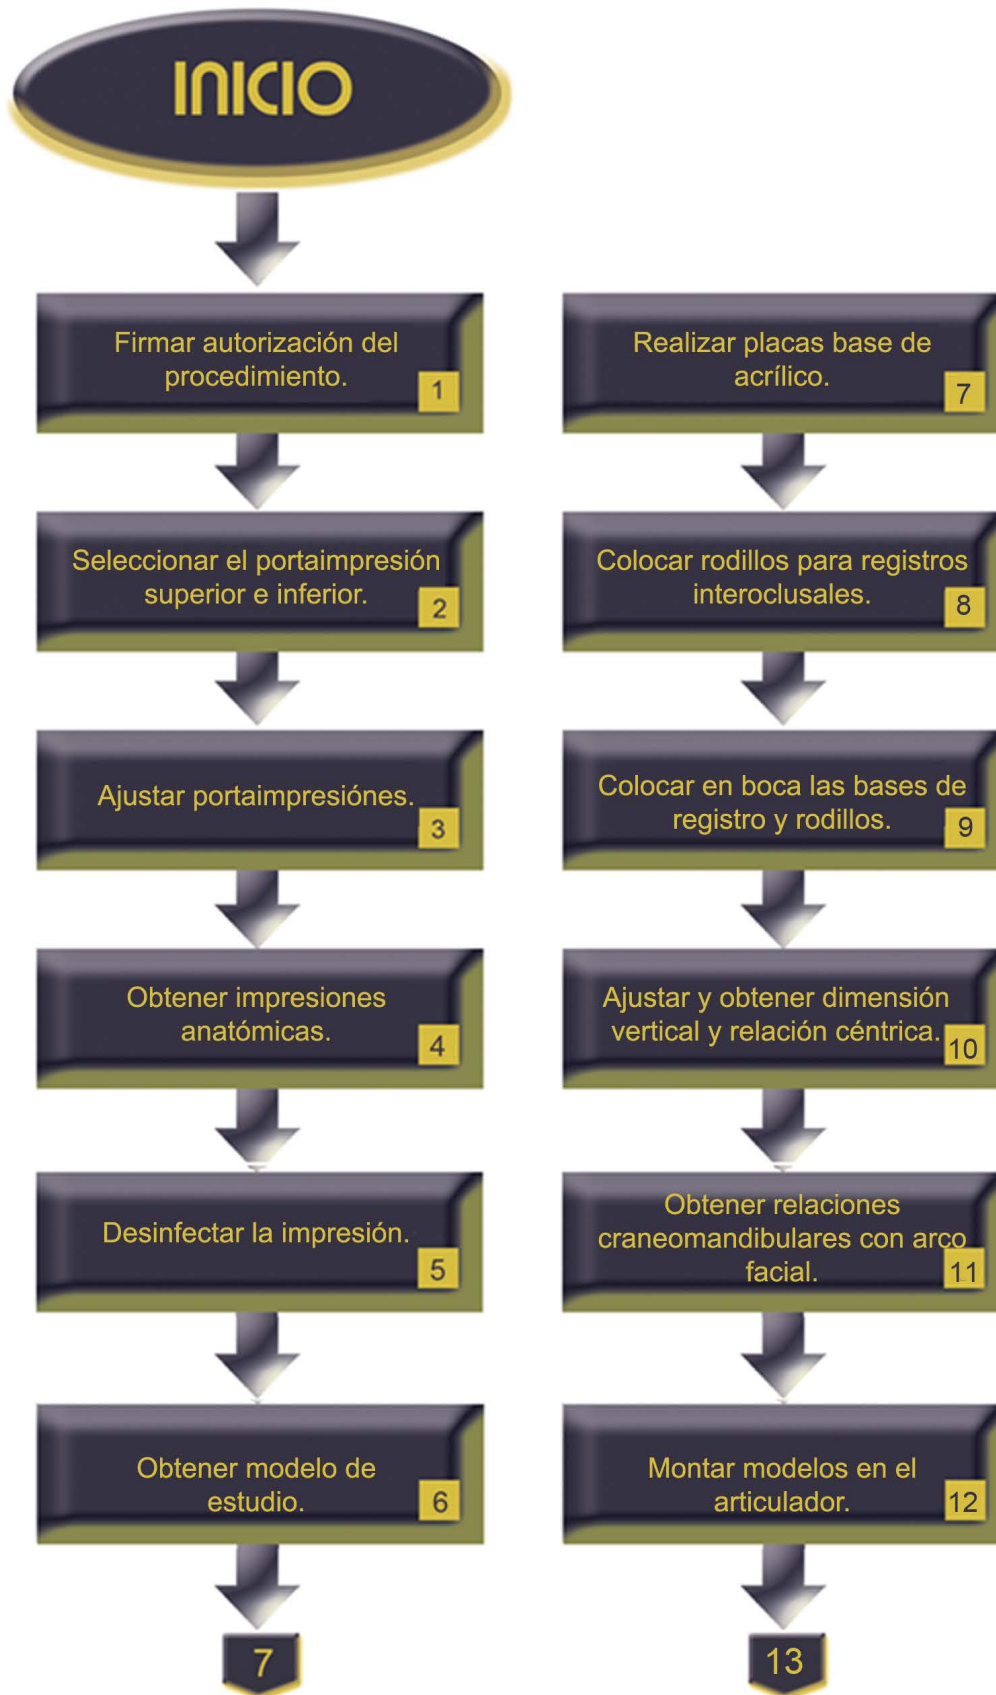 INICIO
Firmar autorización del
procedimiento.
1
Seleccionar el portaimpresión
superior e inferior.
2
Ajustar portaimpresiónes.
3
Obtener impresiones
anatómicas.
4
Desinfectar la impresión.
5
Obtener modelo de
estudio.
6
7
Realizar placas base de
acrílico.
7
Colocar rodillos para registros
interoclusales.
8
Colocar en boca las bases de
registro y rodillos.
9
Ajustar y obtener dimensión
vertical y relación céntrica.
10
Obtener relaciones
craneomandibulares con arco
facial.
11
Montar modelos en el
articulador.
12
13